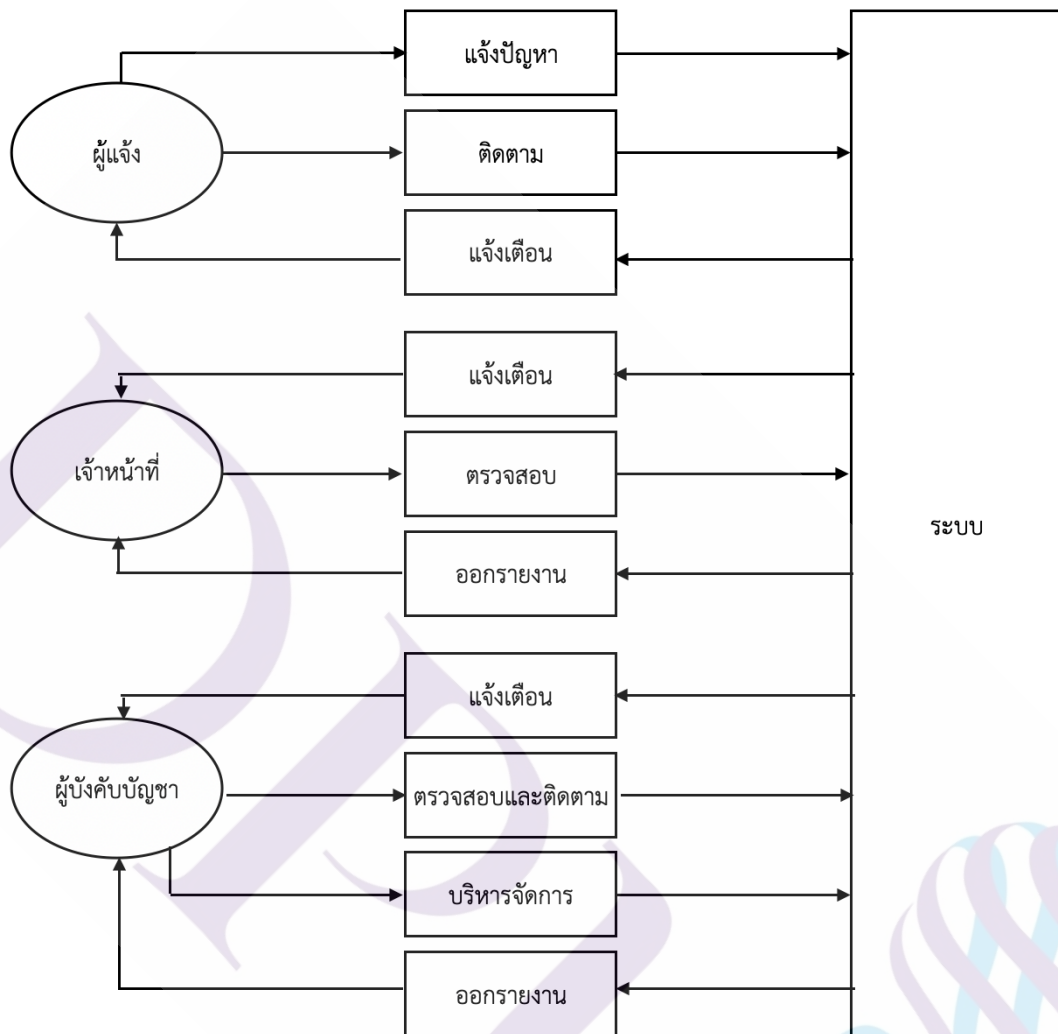 แจ้งปัญหา
ผู้แจ้ง
ติดตาม
แจ้งเตือน
แจ้งเตือน
เจ้าหน้าที่
ตรวจสอบ
ออกรายงาน
ระบบ
แจ้งเตือน
ผู้บังคับบัญชา
ตรวจสอบและติดตาม
บริหารจัดการ
ออกรายงาน